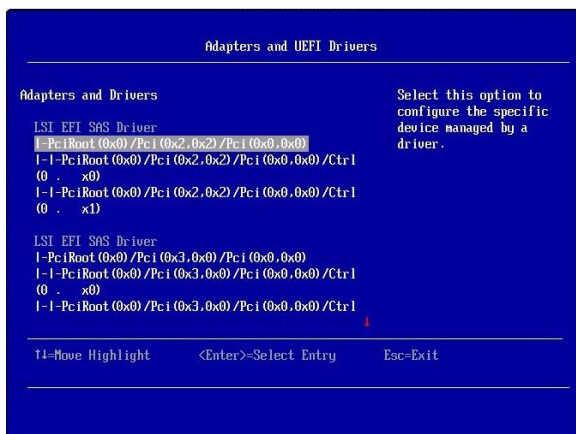 Adapters and UEFI Drivers
Adapters and Drivers
LSI EFI SAS Driver
|-PciRoot(0x0)/Pci(0x2,0x2)/Pci(0x0,0x0)
|-|-PciRoot(0x0)/Pci(0x2,0x2)/Pci(0x0,0x0)/Ctrl
(0 .   x0)
|-|-PciRoot(0x0)/Pci(0x2,0x2)/Pci(0x0,0x0)/Ctrl
(0 .   x1)
LSI EFI SAS Driver
|-PciRoot(0x0)/Pci(0x3,0x0)/Pci(0x0,0x0)
|-|-PciRoot(0x0)/Pci(0x3,0x0)/Pci(0x0,0x0)/Ctrl
(0 .   x0)
|-|-PciRoot(0x0)/Pci(0x3,0x0)/Pci(0x0,0x0)/Ctrl
Select this option to
configure the specific
device managed by a
driver.
↑↓=Move Highlight <Enter>=Select Entry Esc=Exit